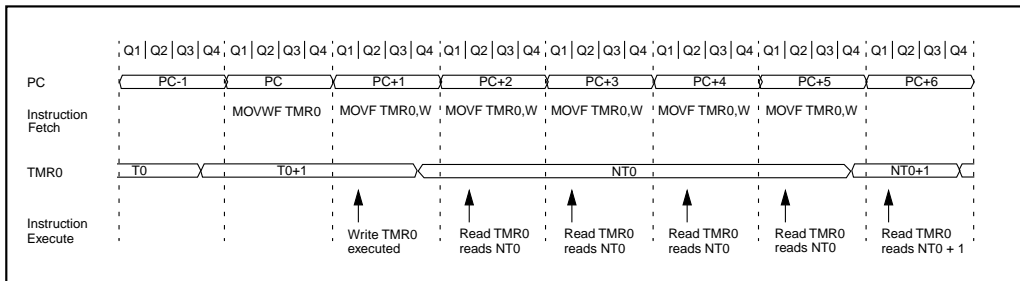 Q1 Q2 Q3 Q4 Q1 Q2 Q3 Q4 Q1 Q2 Q3 Q4 Q1 Q2 Q3 Q4 Q1 Q2 Q3 Q4 Q1 Q2 Q3 Q4 Q1 Q2 Q3 Q4 Q1 Q2 Q3 Q4
PC PC-1 PC PC+1 PC+2 PC+3 PC+4 PC+5 PC+6
Instruction MOVWF TMR0 MOVF TMR0,W MOVF TMR0,W MOVF TMR0,W MOVF TMR0,W MOVF TMR0,W
Fetch
TMR0 T0 T0+1 NT0 NT0+1
Instruction Write TMR0 Read TMR0 Read TMR0 Read TMR0 Read TMR0 Read TMR0
Execute executed reads NT0 reads NT0 reads NT0 reads NT0 reads NT0 + 1